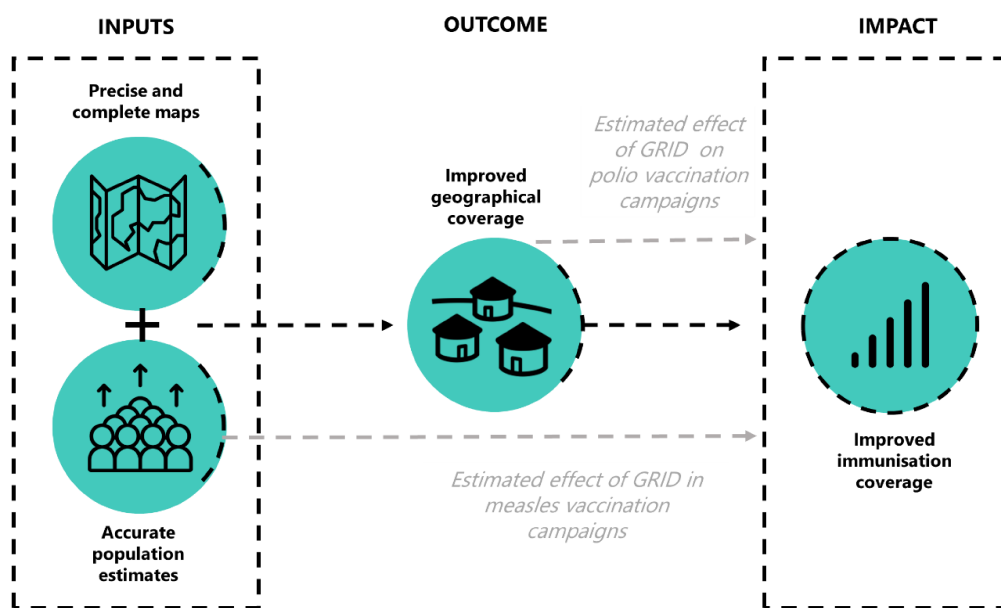 INPUTS
OUTCOME
IMPACT
Precise and
complete maps
Accurate
population
estimates
Improved
geographical
coverage
Estimated effect
of GRID on
polio vaccination
campaigns
Estimated effect of GRID in
measles vaccination
campaigns
Improved
immunisation
coverage